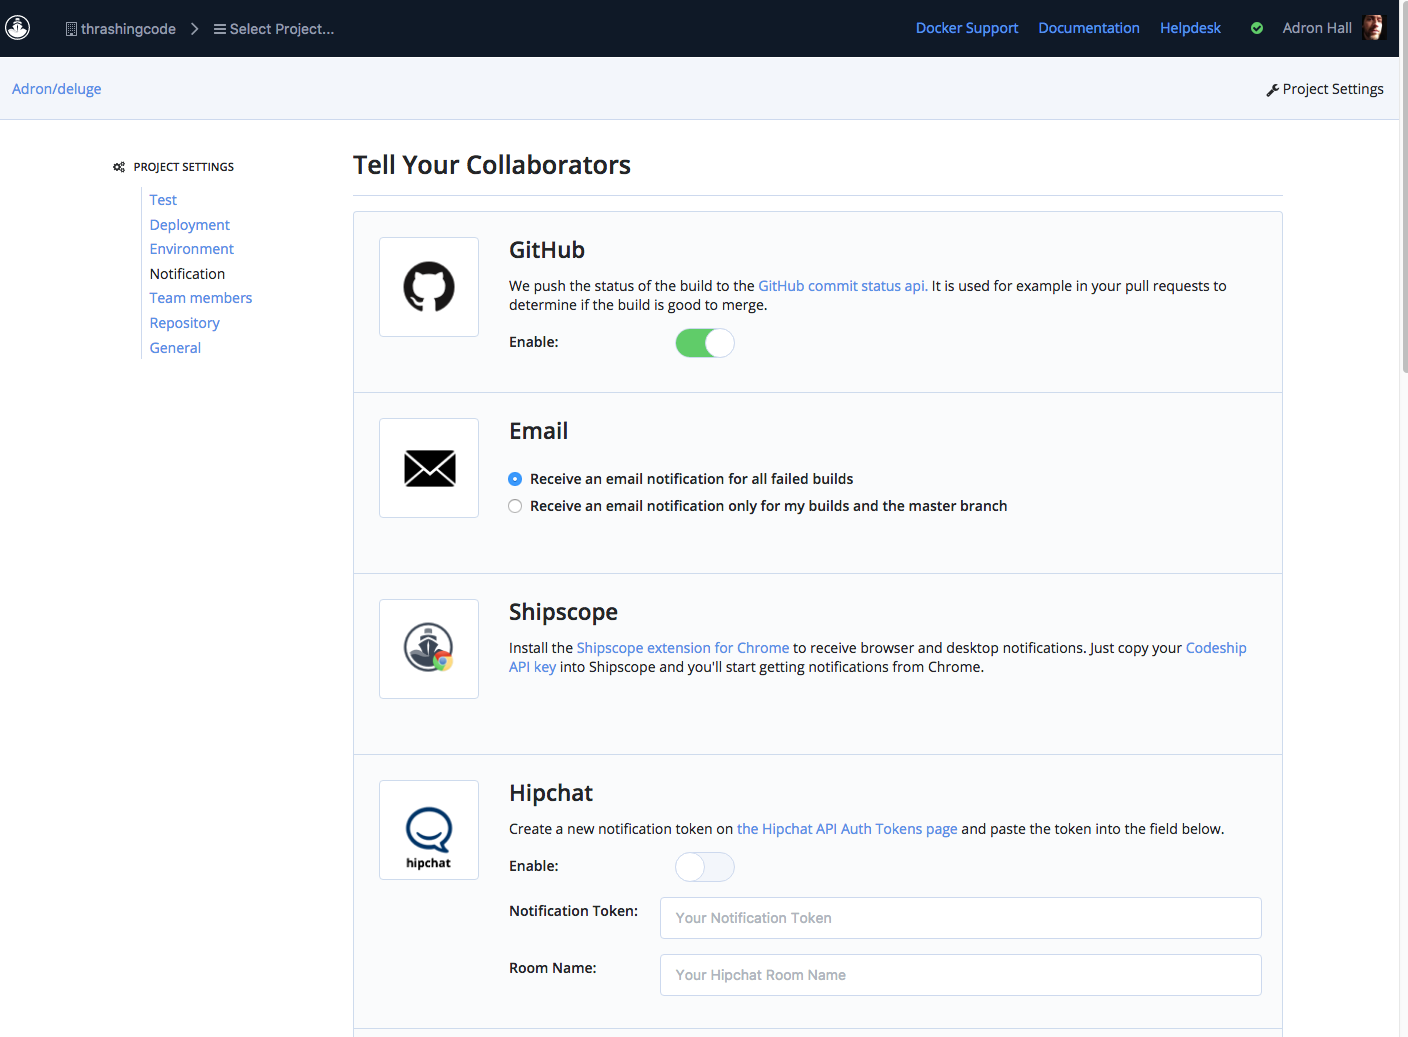 thrashingcode
Select Project...
Docker Support
Documentation
Helpdesk
Adron Hall
Adron/deluge
Project Settings
PROJECT SETTINGS
Test
Deployment
Environment
Notification
Team members
Repository
General
Tell Your Collaborators
GitHub
We push the status of the build to the GitHub commit status api. It is used for example in your pull requests to
determine if the build is good to merge.
Enable:
Email
Receive an email notification for all failed builds
Receive an email notification only for my builds and the master branch
Shipscope
Install the Shipscope extension for Chrome to receive browser and desktop notifications. Just copy your Codeship
API key into Shipscope and you'll start getting notifications from Chrome.
hipchat
Hipchat
Create a new notification token on the Hipchat API Auth Tokens page and paste the token into the field below.
Enable:
Notification Token:
Your Notification Token
Room Name:
Your Hipchat Room Name